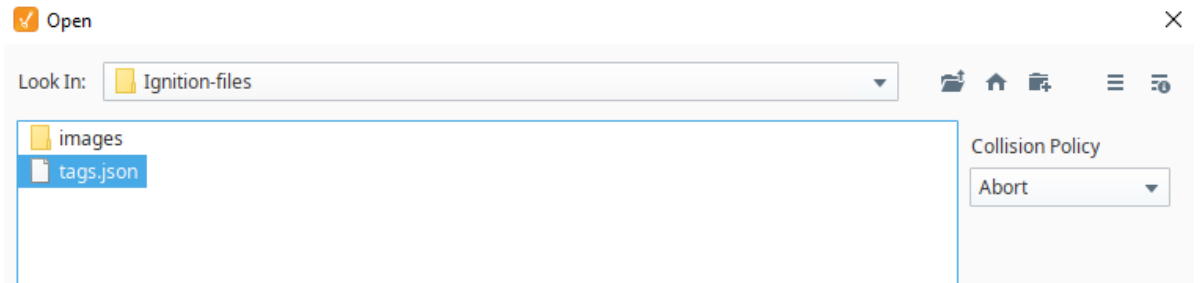 Open
Look In: Ignition-files
images
tags.json
Collision Policy
Abort